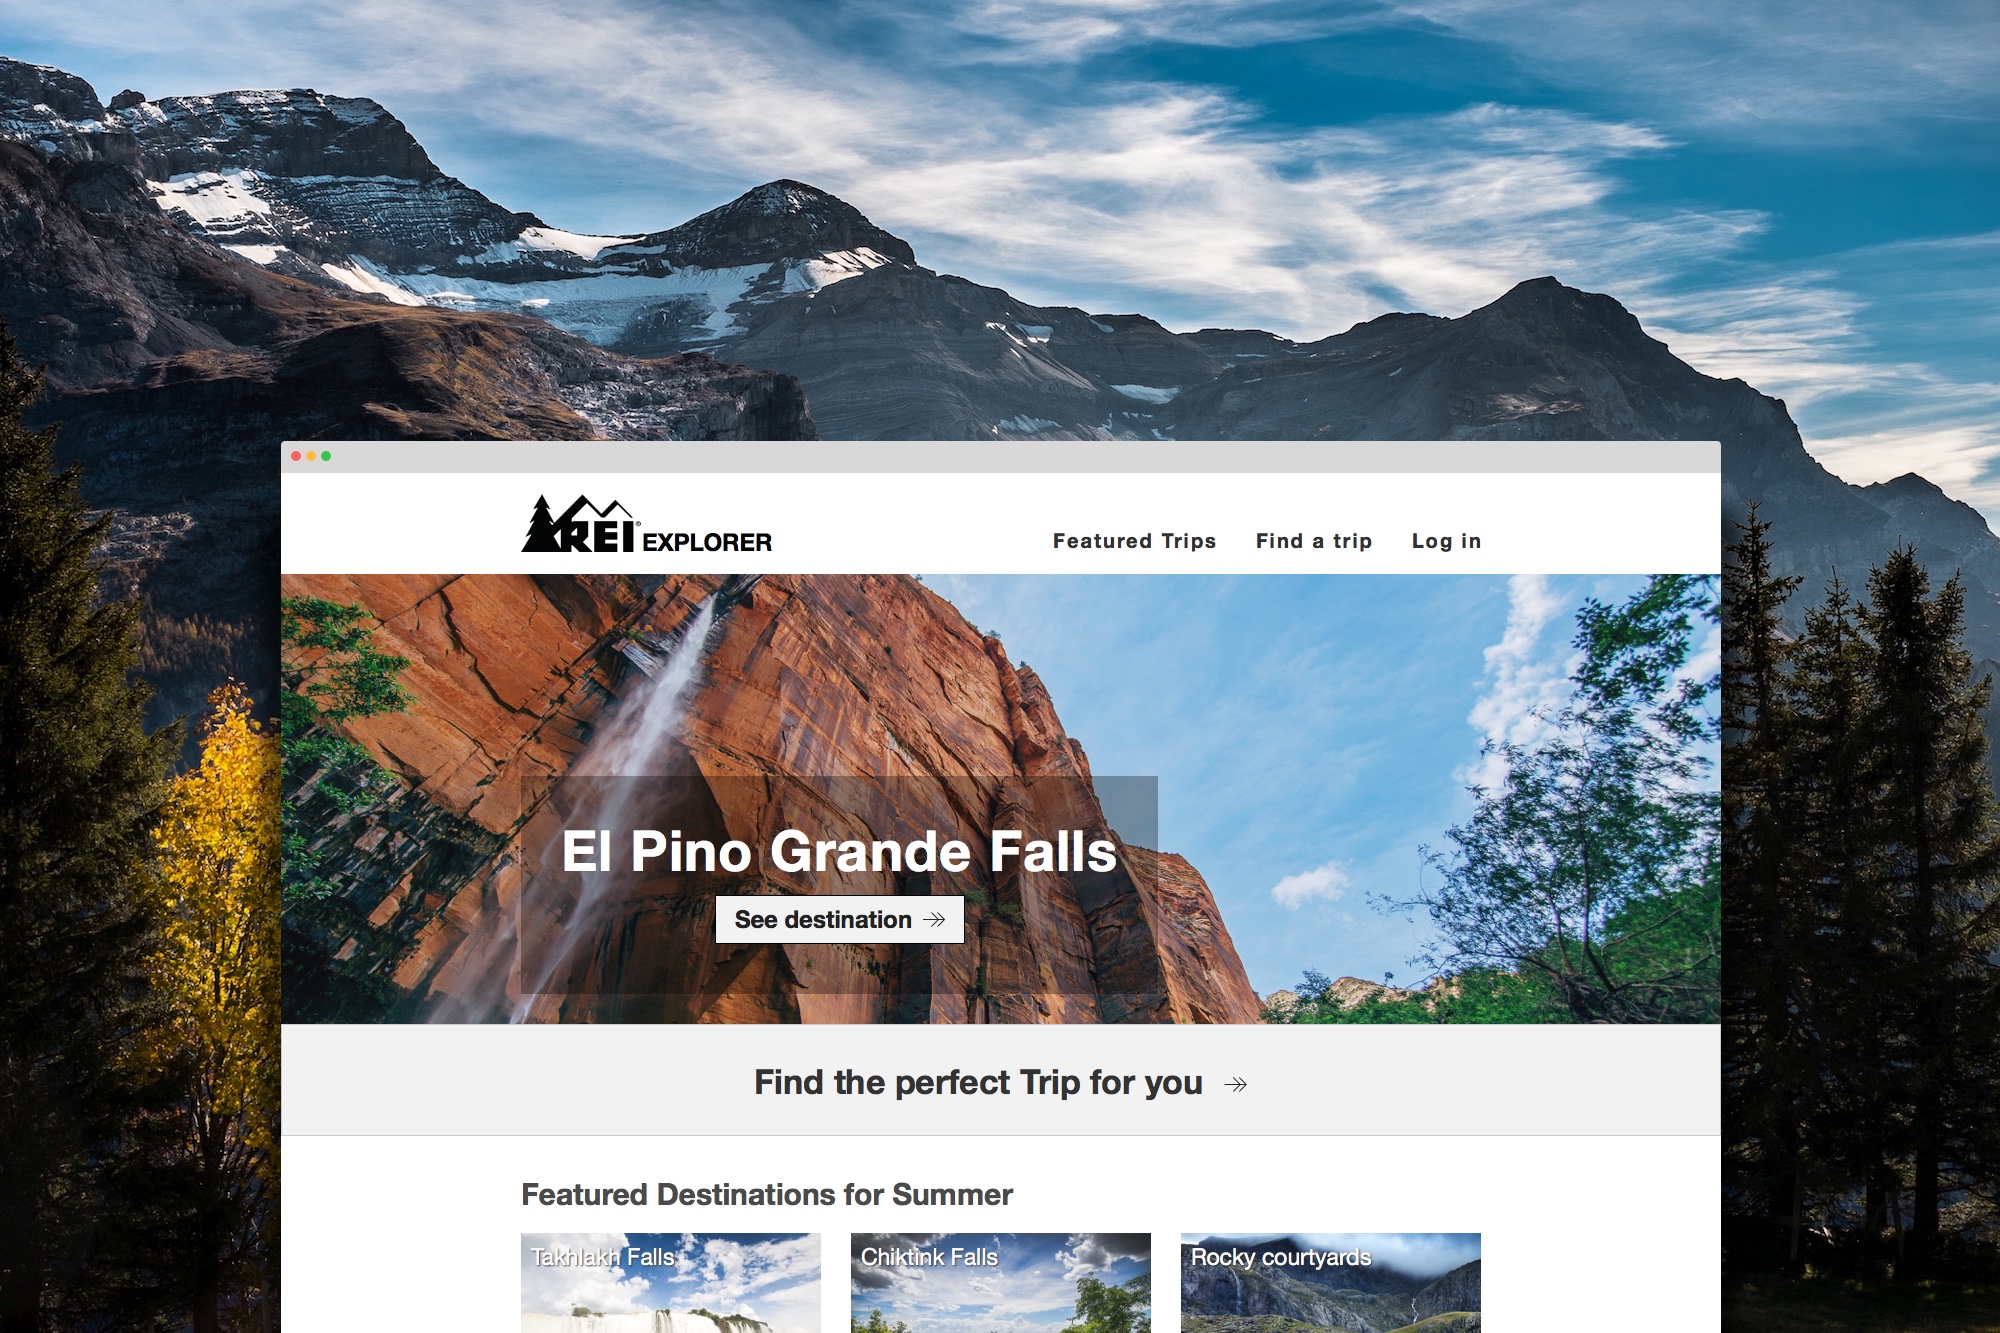 REI® EXPLORER
Featured Trips
Find a trip
Log in
El Pino Grande Falls
See destination
Find the perfect Trip for you
Featured Destinations for Summer
Takhlakh Falls
Chiktink Falls
Rocky courtyards